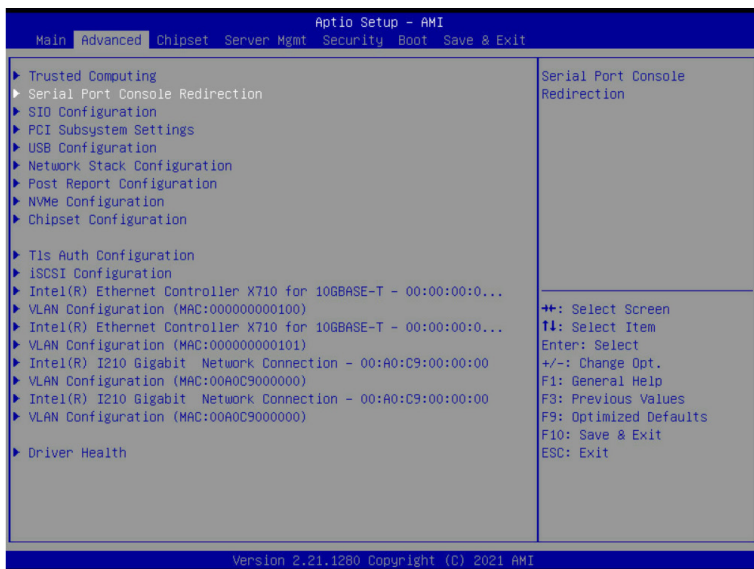 Aptio Setup - AMI
Main Advanced Chipset Server Mgmt Security Boot Save & Exit
Trusted Computing
Serial Port Console Redirection
SIO Configuration
PCI Subsystem Settings
USB Configuration
Network Stack Configuration
Post Report Configuration
NVMe Configuration
Chipset Configuration
Tls Auth Configuration
iSCSI Configuration
Intel(R) Ethernet Controller X710 for 10GBASE-T - 00:00:00:0...
VLAN Configuration (MAC:000000000100)
Intel(R) Ethernet Controller X710 for 10GBASE-T - 00:00:00:0...
VLAN Configuration (MAC:000000000101)
Intel(R) I210 Gigabit Network Connection - 00:A0:C9:00:00:00
VLAN Configuration (MAC:00A0C9000000)
Intel(R) I210 Gigabit Network Connection - 00:A0:C9:00:00:00
VLAN Configuration (MAC:00A0C9000000)
Driver Health
Serial Port Console
Redirection
→←: Select Screen
↑↓: Select Item
Enter: Select
+/-: Change Opt.
F1: General Help
F3: Previous Values
F9: Optimized Defaults
F10: Save & Exit
ESC: Exit
Version 2.21.1280 Copyright (C) 2021 AMI